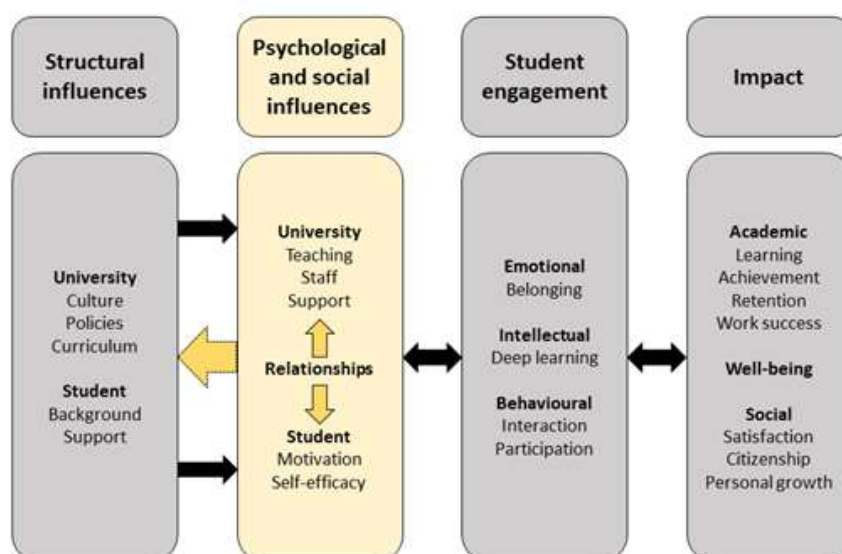 Structural
influences
Psychological
and social
influences
Student
engagement
Impact
University
Culture
Policies
Curriculum
Student
Background
Support
University
Teaching
Staff
Support
Relationships
Student
Motivation
Self-efficacy
Emotional
Belonging
Intellectual
Deep learning
Behavioural
Interaction
Participation
Academic
Learning
Achievement
Retention
Work success
Well-being
Social
Satisfaction
Citizenship
Personal growth